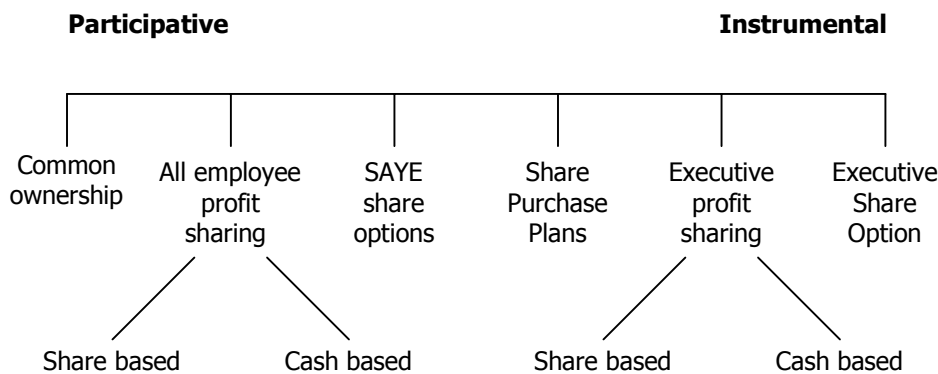 Participative
Instrumental
Common
ownership
All employee
profit
sharing
SAYE
share
options
Share
Purchase
Plans
Executive
profit
sharing
Executive
Share
Option
Share based
Cash based
Share based
Cash based